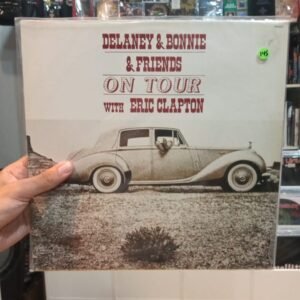 DELANEY & BONNIE
& FRIENDS
ON TOUR
WITH ERIC CLAPTON